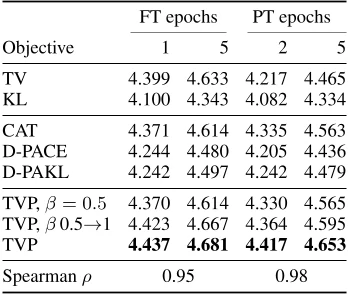 FT epochs PT epochs
Objective 1 5 2 5
TV 4.399 4.633 4.217 4.465
KL 4.100 4.343 4.082 4.334
CAT 4.371 4.614 4.335 4.563
D-PACE 4.244 4.480 4.205 4.436
D-PAKL 4.242 4.497 4.242 4.479
TVP, β = 0.5 4.370 4.614 4.330 4.565
TVP, β 0.5→1 4.423 4.667 4.364 4.595
TVP 4.437 4.681 4.417 4.653
Spearman ρ 0.95 0.98